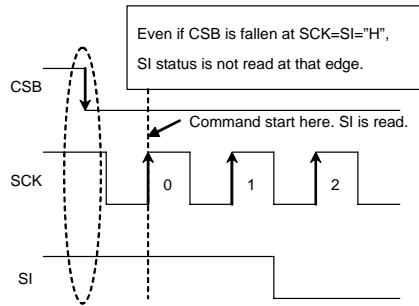 Even if CSB is fallen at SCK=SI=”H”,
SI status is not read at that edge.
CSB
Command start here. SI is read.
SCK
0
1
2
SI